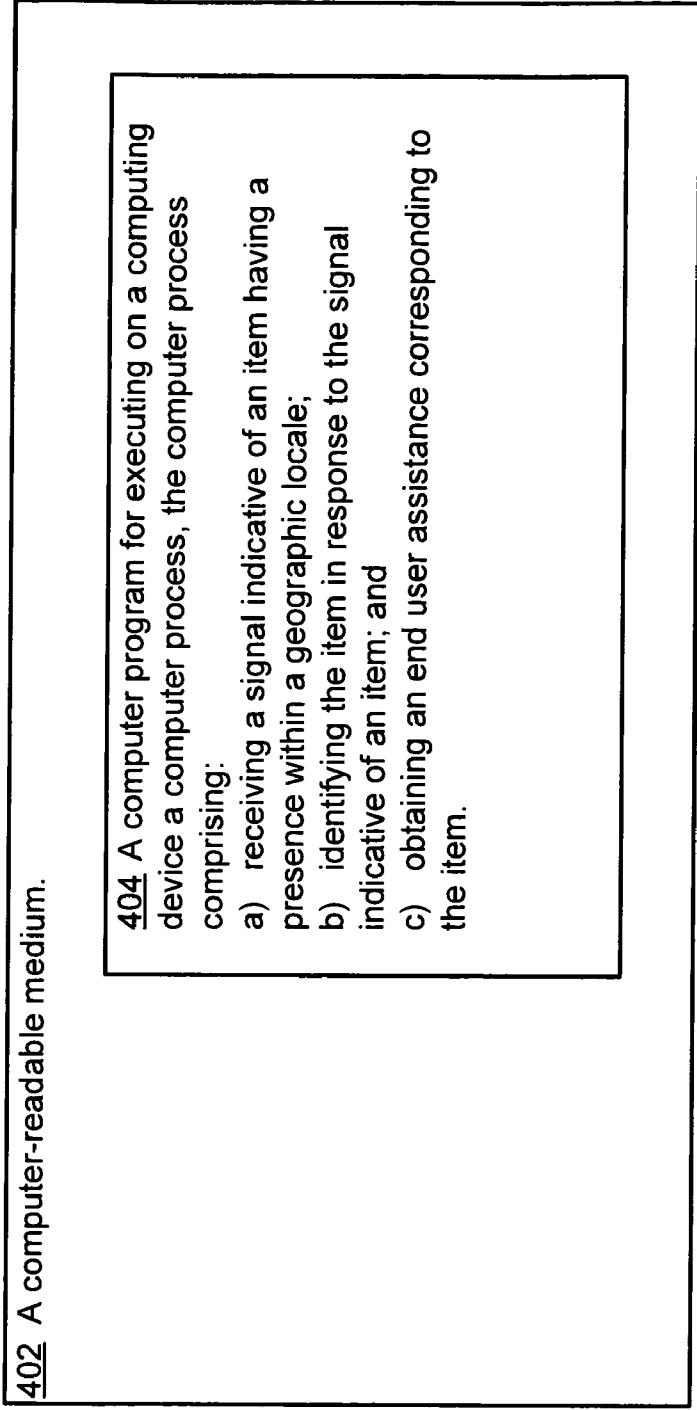 402 A computer-readable medium.
404 A computer program for executing on a computing
device a computer process, the computer process
comprising:
a) receiving a signal indicative of an item having a
presence within a geographic locale;
b) identifying the item in response to the signal
indicative of an item; and
c) obtaining an end user assistance corresponding to
the item.